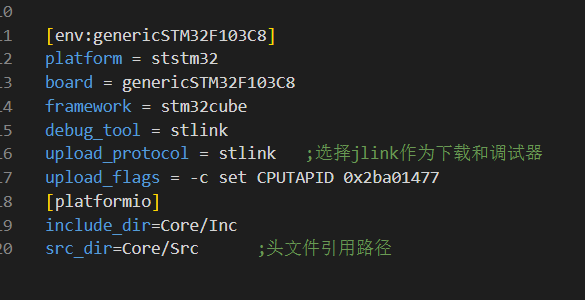 10
11 [env:genericSTM32F103C8]
12 platform = ststm32
13 board = genericSTM32F103C8
14 framework = stm32cube
15 debug_tool = stlink
16 upload_protocol = stlink   ;选择jlink作为下载和调试器
17 upload_flags = -c set CPUTAPID 0x2ba01477
18 [platformio]
19 include_dir=Core/Inc
20 src_dir=Core/Src      ;头文件引用路径